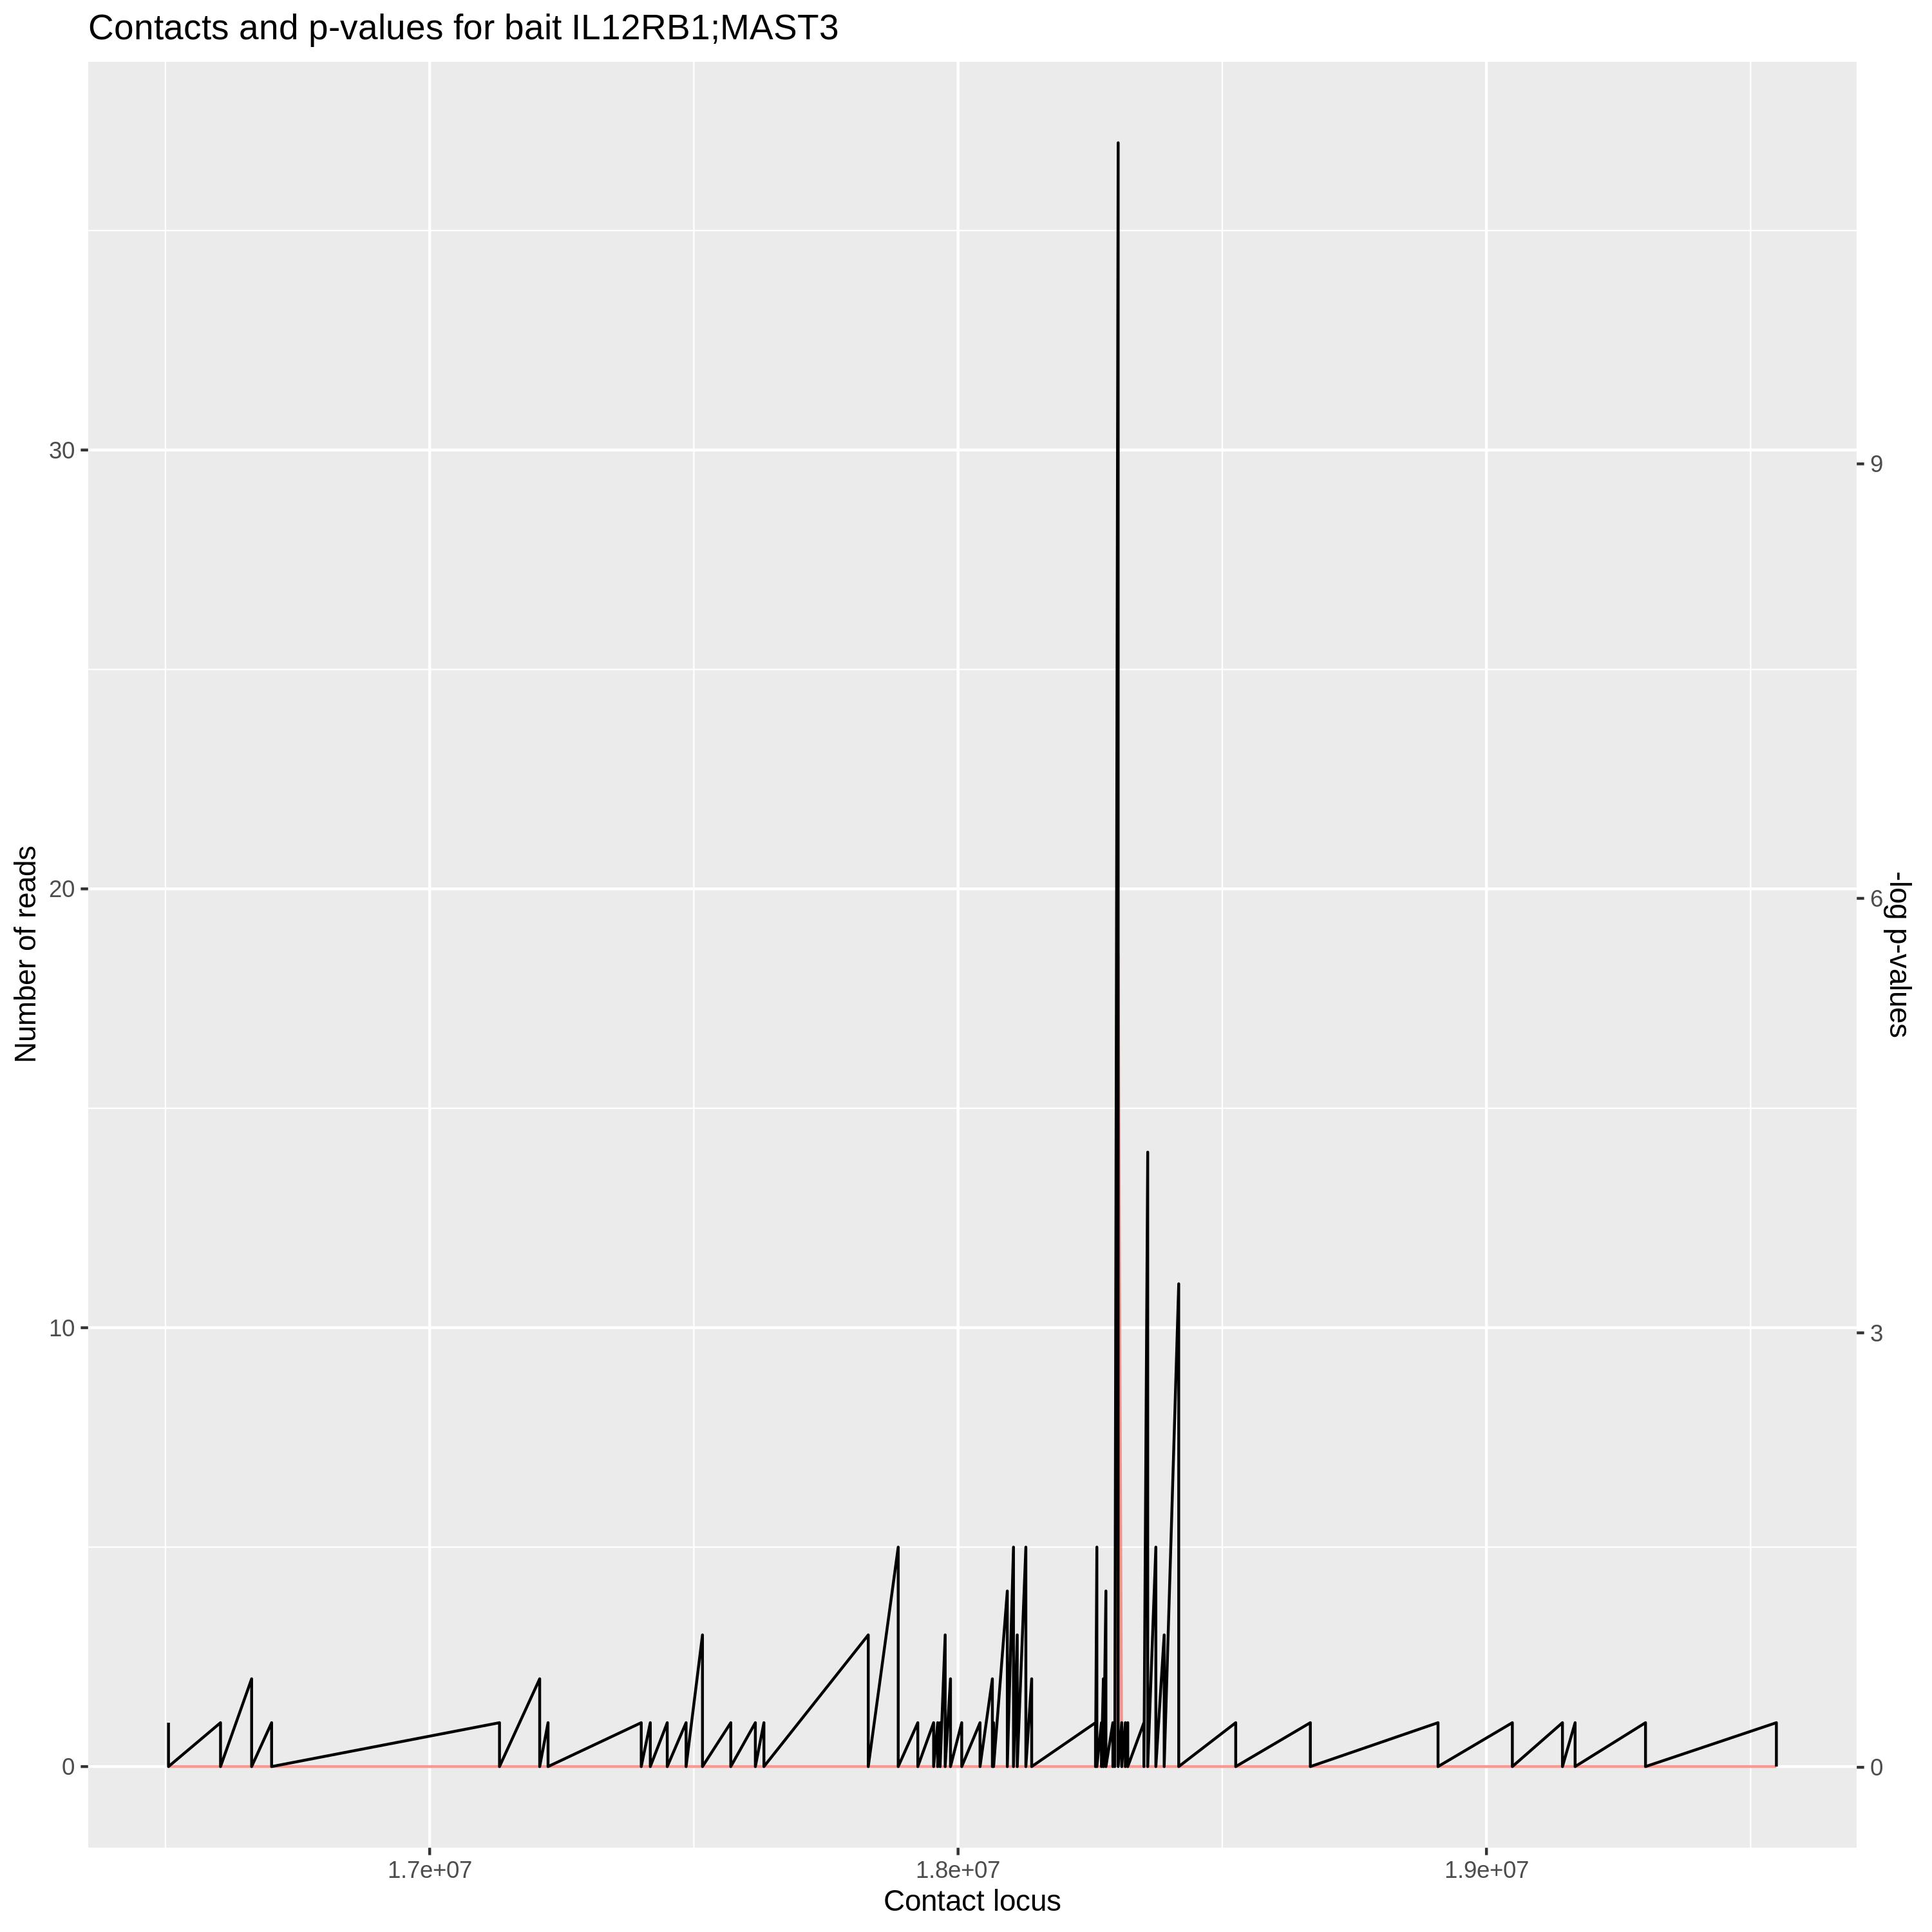 Contacts and p-values for bait IL12RB1;MAST3
Number of reads
30
20
10
0
9
6
3
0
-log p-values
1.7e+07
1.8e+07
1.9e+07
Contact locus